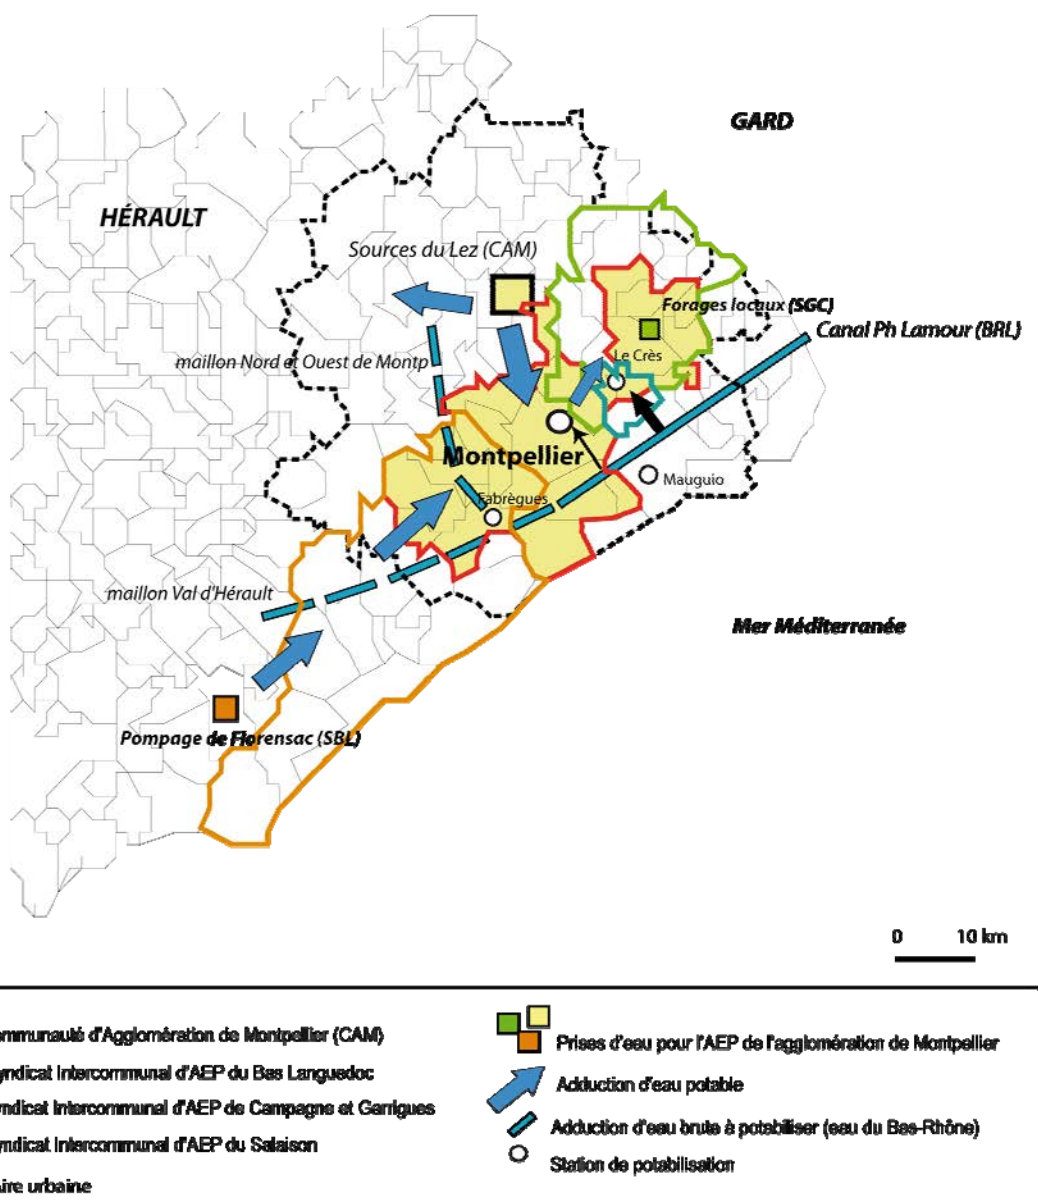 GARD
HÉRAULT
Sources du Lez (CAM)
Forages locaux (SGC)
Canal Ph Lamour (BRL)
Le Crès
maillon Nord et Ouest de Montp
Montpellier
Mauguio
Fabrègues
maillon Val d'Hérault
Mer Méditerranée
Pompage de Florensac (SBL)
0 10 km
ommunauté d'Agglomération de Montpellier (CAM)
yndicat Intercommunal d'AEP du Bas Languedoc
yndicat Intercommunal d'AEP de Campagne et Garrigues
yndicat Intercommunal d'AEP du Salaison
ire urbaine
Prises d'eau pour l'AEP de l'agglomération de Montpellier
Adduction d'eau potable
Adduction d'eau brute à potabiliser (eau du Bas-Rhône)
Station de potabilisation